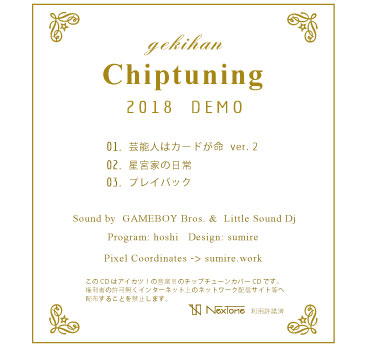 gekihan
Chiptuning
2018 DEMO
01. 芸能人はカードが命 ver.2
02. 星宮家の日常
03. プレイバック
Sound by GAMEBOY Bros. & Little Sound Dj
Program: hoshi Design: sumire
Pixel Coordinates -> sumire.work
このCDはアイカツ!の音楽のチップチューンカバーCDです。
権利者の許可無くインターネット上のネットワーク配信サイト等へ
配布することを禁止します。
NexTone 利用許諾済